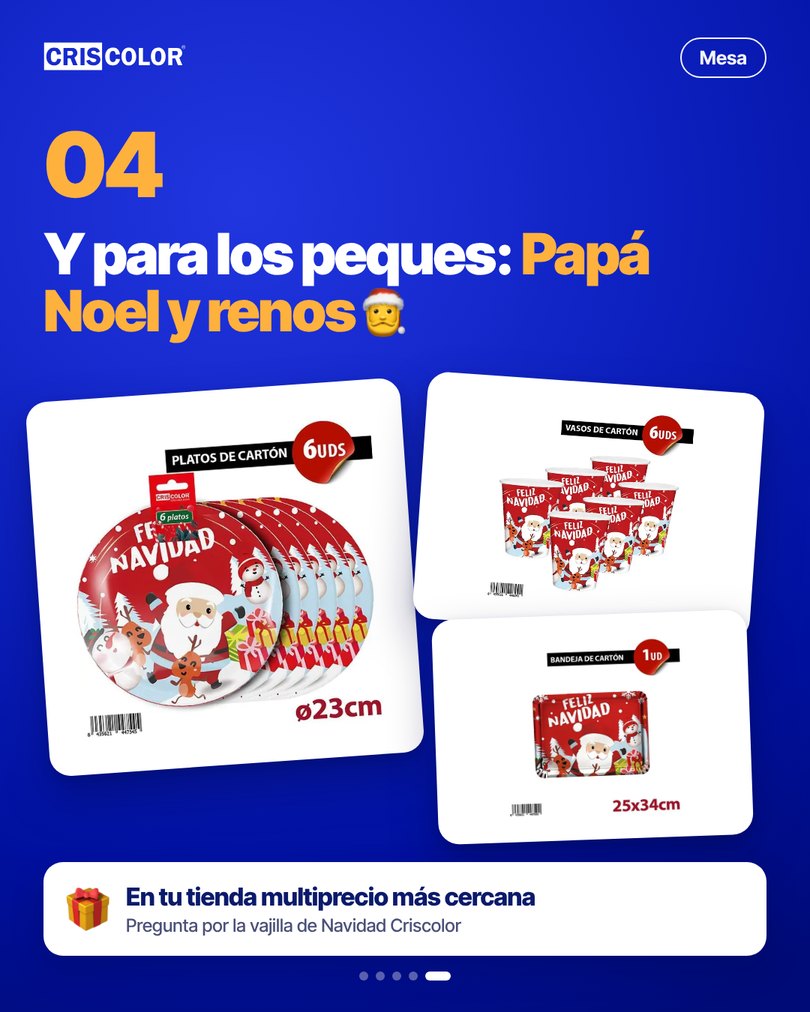 CRISCOLOR®
Mesa
04
Y para los peques: Papá
Noel y renos
PLATOS DE CARTÓN 6UDS
CRISCOLOR
6 platos
NAVIDAD
ø23cm
VASOS DE CARTÓN 6UDS
FELIZ
NAVIDAD
FELIZ
NAVIDAD
BANDEJA DE CARTÓN 1UD
FELIZ
NAVIDAD
25x34cm
En tu tienda multiprecio más cercana
Pregunta por la vajilla de Navidad Criscolor